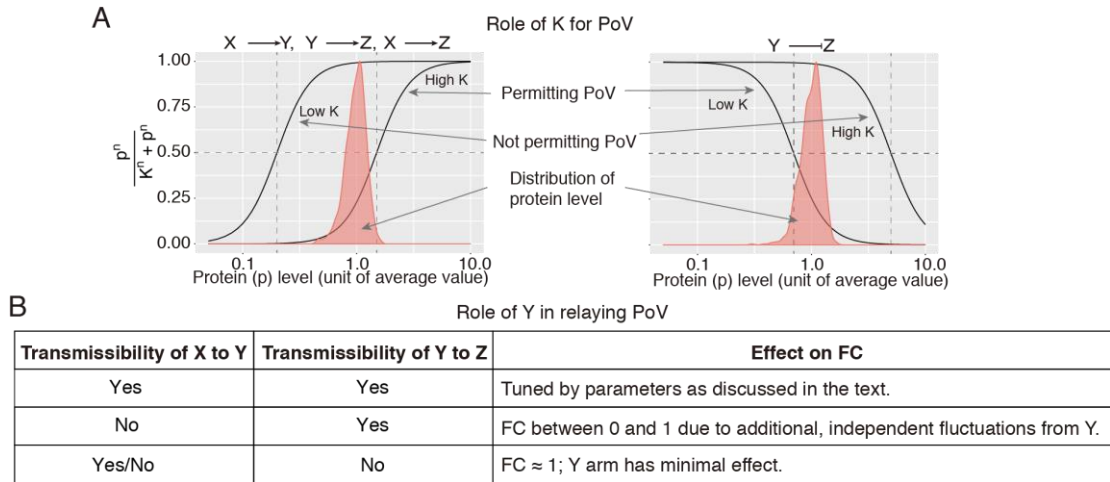 A
Role of K for PoV
X ⟶ Y, Y ⟶ Z, X ⟶ Z
Y ⟞ Z
1.00
0.75
0.50
0.25
0.00
p^n / (K^n + p^n)
Low K
High K
Permitting PoV
Not permitting PoV
Distribution of
protein level
Low K
High K
0.1 1.0 10.0
Protein (p) level (unit of average value)
0.1 1.0 10.0
Protein (p) level (unit of average value)
B
Role of Y in relaying PoV
Transmissibility of X to Y Transmissibility of Y to Z Effect on FC
Yes Yes Tuned by parameters as discussed in the text.
No Yes FC between 0 and 1 due to additional, independent fluctuations from Y.
Yes/No No FC ≈ 1; Y arm has minimal effect.